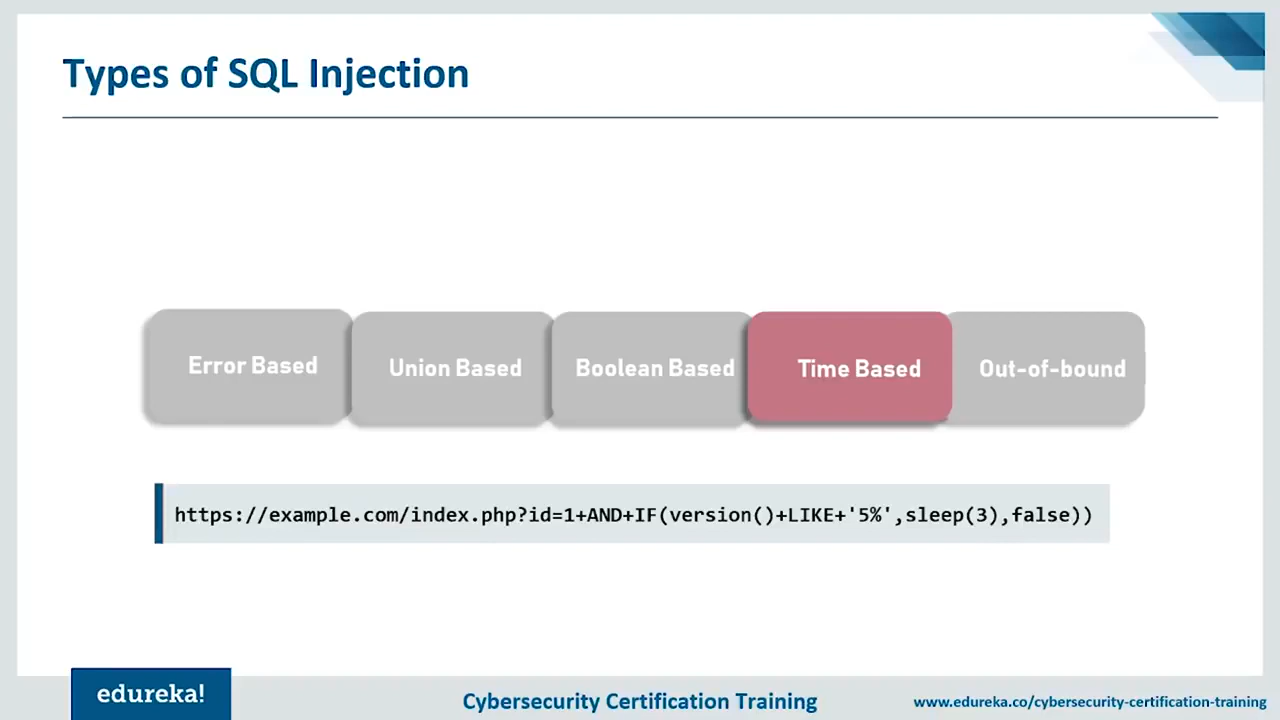 Types of SQL Injection
Error Based
Union Based
Boolean Based
Time Based
Out-of-bound
https://example.com/index.php?id=1+AND+IF(version()+LIKE+'5%',sleep(3),false))
edureka!
Cybersecurity Certification Training
www.edureka.co/cybersecurity-certification-training